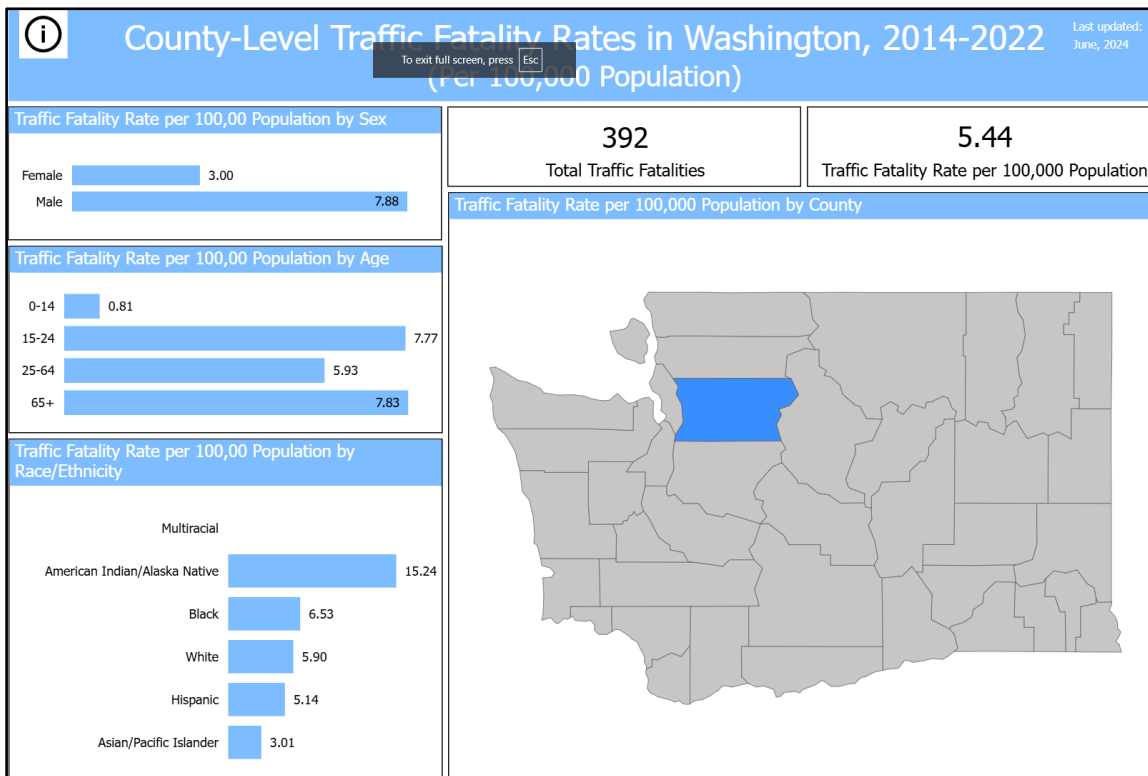 i
County-Level Traffic Fatality Rates in Washington, 2014-2022
(Per 100,000 Population)
Last updated:
June, 2024
To exit full screen, press Esc
Traffic Fatality Rate per 100,00 Population by Sex
Female 3.00
Male 7.88
392
Total Traffic Fatalities
5.44
Traffic Fatality Rate per 100,000 Population
Traffic Fatality Rate per 100,000 Population by County
Traffic Fatality Rate per 100,00 Population by Age
0-14 0.81
15-24 7.77
25-64 5.93
65+ 7.83
Traffic Fatality Rate per 100,00 Population by
Race/Ethnicity
Multiracial
American Indian/Alaska Native 15.24
Black 6.53
White 5.90
Hispanic 5.14
Asian/Pacific Islander 3.01